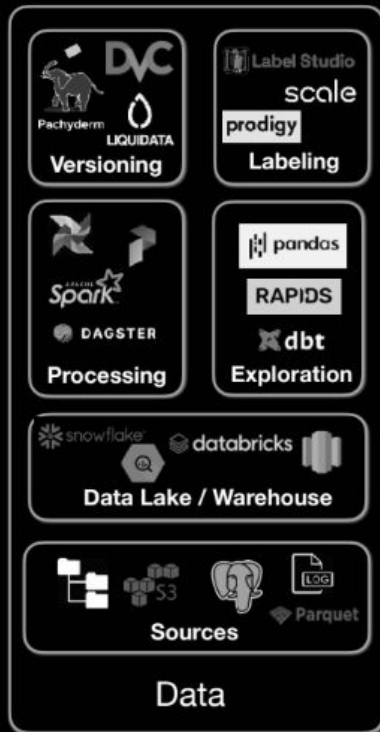 DVC
Pachyderm
LIQUIDATA
Versioning
Label Studio
scale
prodigy
Labeling
APACHE
Spark
DAGSTER
Processing
pandas
RAPIDS
dbt
Exploration
snowflake
databricks
Data Lake / Warehouse
S3
LOG
Parquet
Sources
Data